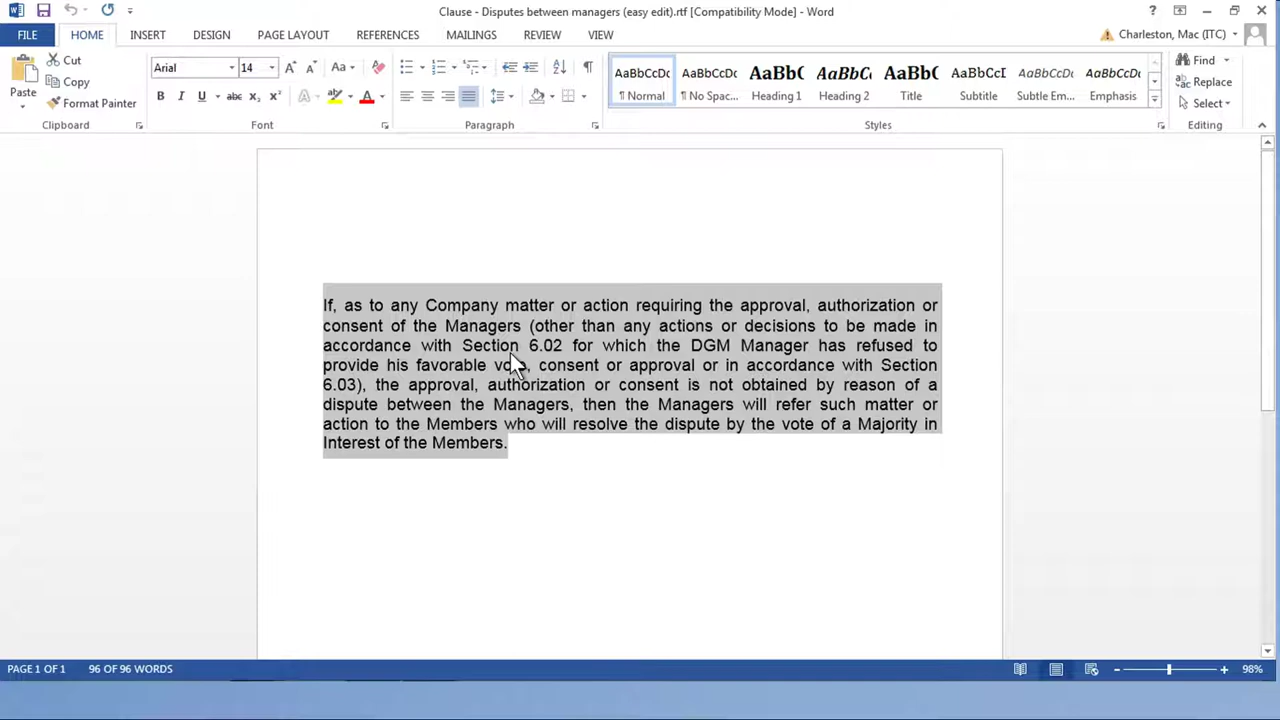 Clause - Disputes between managers (easy edit).rtf [Compatibility Mode] - Word
FILE HOME INSERT DESIGN PAGE LAYOUT REFERENCES MAILINGS REVIEW VIEW Charleston, Mac (ITC)
Paste
Cut
Copy
Format Painter
Clipboard
Arial 14
Font
Paragraph
AaBbCcDc AaBbCcDc AaBb( AaBbC. AaBb( AaBbCcD AaBbCcDc AaBbCcDc
¶ Normal ¶ No Spac... Heading 1 Heading 2 Title Subtitle Subtle Em... Emphasis
Styles
Find
Replace
Select
Editing
If, as to any Company matter or action requiring the approval, authorization or
consent of the Managers (other than any actions or decisions to be made in
accordance with Section 6.02 for which the DGM Manager has refused to
provide his favorable consent or approval or in accordance with Section
6.03), the approval, authorization or consent is not obtained by reason of a
dispute between the Managers, then the Managers will refer such matter or
action to the Members who will resolve the dispute by the vote of a Majority in
Interest of the Members.
PAGE 1 OF 1 96 OF 96 WORDS 98%